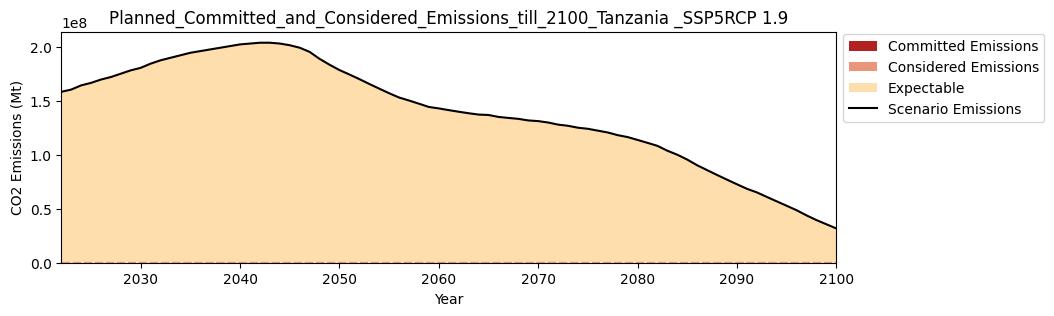 Planned_Committed_and_Considered_Emissions_till_2100_Tanzania _SSP5RCP 1.9
1e8
2.0
1.5
1.0
0.5
0.0
CO2 Emissions (Mt)
2030 2040 2050 2060 2070 2080 2090 2100
Year
Committed Emissions
Considered Emissions
Expectable
Scenario Emissions